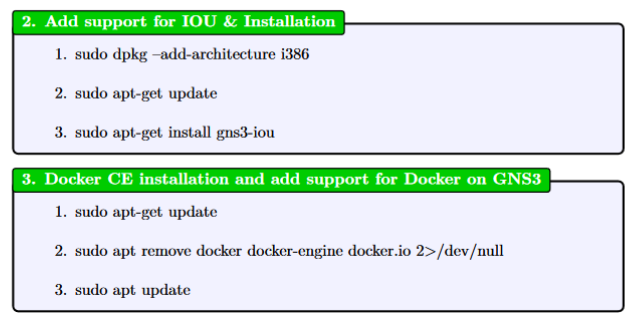 2. Add support for IOU & Installation
1. sudo dpkg –add-architecture i386
2. sudo apt-get update
3. sudo apt-get install gns3-iou
3. Docker CE installation and add support for Docker on GNS3
1. sudo apt-get update
2. sudo apt remove docker docker-engine docker.io 2>/dev/null
3. sudo apt update